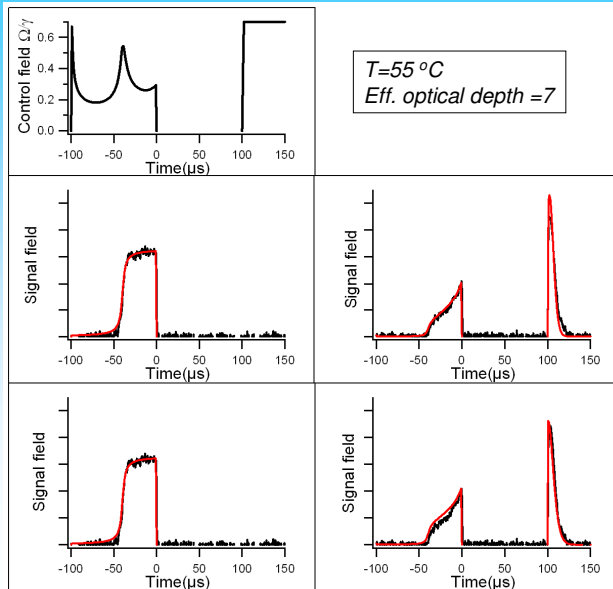 Control field Ω/γ
0.6
0.4
0.2
0.0
-100 -50 0 50 100 150
Time(µs)
T=55 °C
Eff. optical depth =7
Signal field
-100 -50 0 50 100 150
Time(µs)
Signal field
-100 -50 0 50 100 150
Time(µs)
Signal field
-100 -50 0 50 100 150
Time(µs)
Signal field
-100 -50 0 50 100 150
Time(µs)